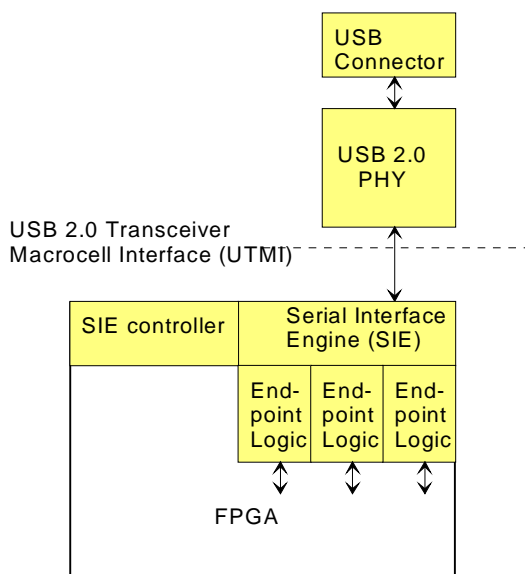 USB
Connector
USB 2.0
PHY
USB 2.0 Transceiver
Macrocell Interface (UTMI)
SIE controller
Serial Interface
Engine (SIE)
End-
point
Logic
End-
point
Logic
End-
point
Logic
FPGA